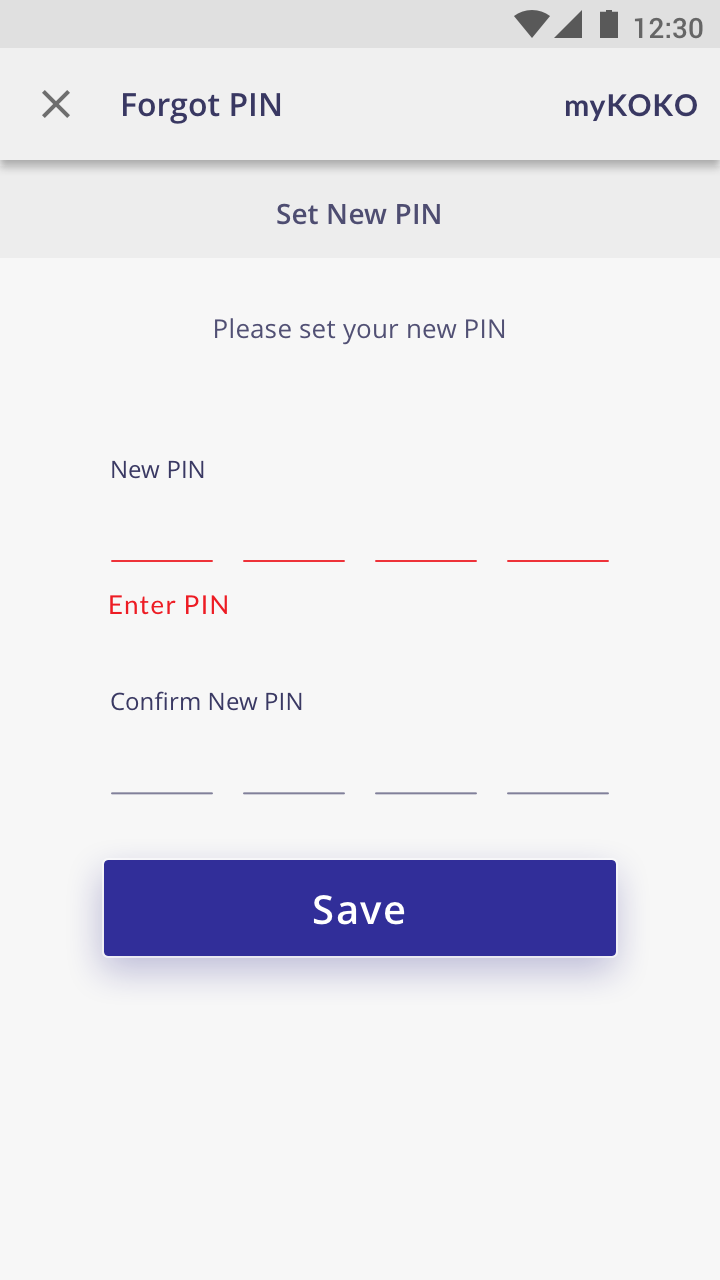 12:30
Forgot PIN myKOKO
Set New PIN
Please set your new PIN
New PIN
Enter PIN
Confirm New PIN
Save